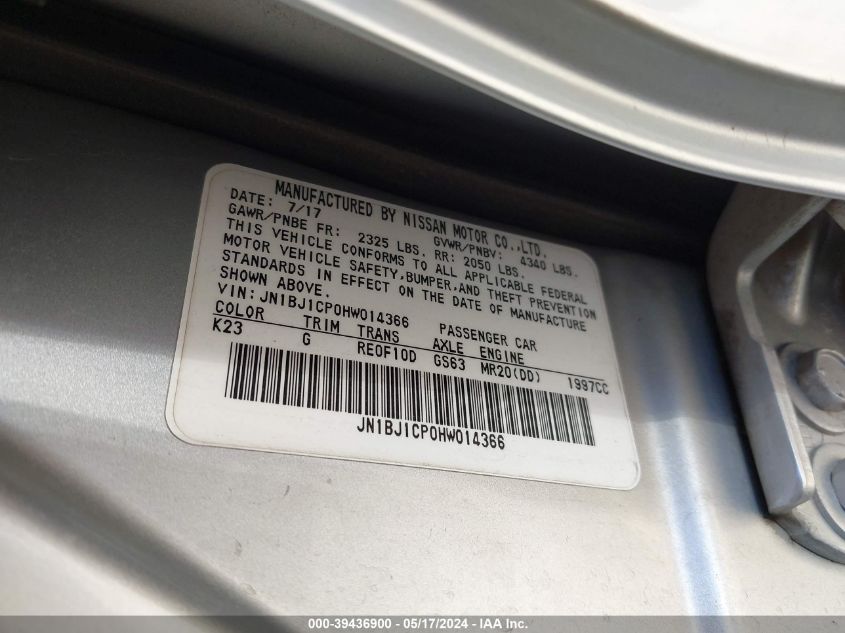 MANUFACTURED BY NISSAN MOTOR CO.,LTD.
DATE: 7/17 GVWR/PNBV: 4340 LBS.
GAWR/PNBE FR: 2325 LBS. RR: 2050 LBS.
THIS VEHICLE CONFORMS TO ALL APPLICABLE FEDERAL
MOTOR VEHICLE SAFETY,BUMPER,AND THEFT PREVENTION
STANDARDS IN EFFECT ON THE DATE OF MANUFACTURE
SHOWN ABOVE.
VIN: JN1BJ1CP0HW014366 PASSENGER CAR
COLOR TRIM TRANS AXLE ENGINE
K23 G RE0F10D GS63 MR20(DD) 1997CC
JN1BJ1CP0HW014366
000-39436900 - 05/17/2024 - IAA Inc.